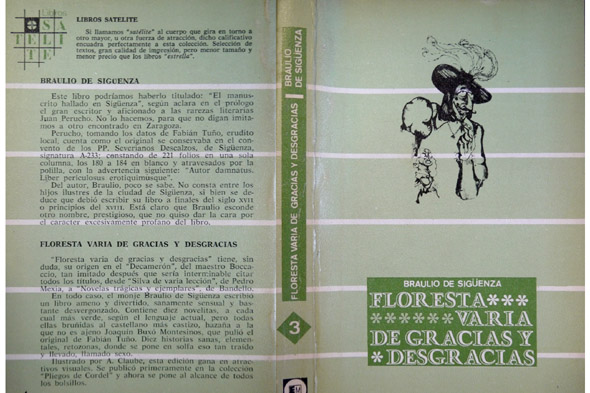 Libros
SA
TELI
TE
LIBROS SATELITE
Si llamamos "satélite" al cuerpo que gira en torno a
otro mayor, u otra fuerza de atracción, dicho calificativo
encuadra perfectamente a esta colección. Selección de
textos, gran calidad de impresión, pero menor tamaño y
menor precio que los libros "estrella".
BRAULIO DE SIGÜENZA
Este libro podríamos haberlo titulado: "El manus-
crito hallado en Sigüenza", según aclara en el prólogo
el gran escritor y aficionado a las rarezas literarias
Juan Perucho. No lo hacemos, para que no digan imita-
mos a otro encontrado en Zaragoza.
Perucho, tomando los datos de Fabián Tuño, erudito
local, cuenta como el original se conservaba en el con-
vento de los PP. Severianos Descalzos, de Sigüenza,
signatura A-233; constando de 221 folios en una sola
columna, los 180 a 184 en blanco y atravesados por la
polilla, con la advertencia siguiente: "Autor damnatus.
Liber periculosus erotiquimusque".
Del autor, Braulio, poco se sabe. No consta entre los
hijos ilustres de la ciudad de Sigüenza, si bien se de-
duce que debió escribir su libro a finales del siglo XVII
o principios del XVIII. Está claro que Braulio esconde
otro nombre, prestigioso, que no quiso dar la cara por
el carácter excesivamente profano del libro.
FLORESTA VARIA DE GRACIAS Y DESGRACIAS
"Floresta varia de gracias y desgracias" tiene, sin
duda, su origen en el "Decamerón", del maestro Bocca-
ccio, tan imitado después que sería interminable citar
todos los títulos, desde "Silva de varia lección", de Pedro
Mexia, a "Novelas trágicas y ejemplares", de Bandello.
En todo caso, el monje Braulio de Sigüenza escribió
un libro ameno y divertido, sanamente sensual y bas-
tante desvergonzado. Contiene diez novelitas, a cada
cual más verde, según el lenguaje actual, pero todas
ellas bruñidas al castellano más castizo, hazaña a la
que no es ajeno Joaquín Buxó Montesinos, que pulió el
original de Fabián Tuño. Diez historias sanas, elemen-
tales, retozonas, donde se pone en solfa eso tan traído
y llevado, llamado sexo.
Ilustrado por A. Claube, esta edición gana en atrac-
tivos visuales. Se publicó primeramente en la colección
"Pliegos de Cordel" y ahora se pone al alcance de todos
los bolsillos.
BRAULIO
DE SIGÜENZA
FLORESTA VARIA DE GRACIAS Y DESGRACIAS
3
BRAULIO DE SIGÜENZA
FLORESTA***
******VARIA
DE GRACIAS Y
*DESGRACIAS